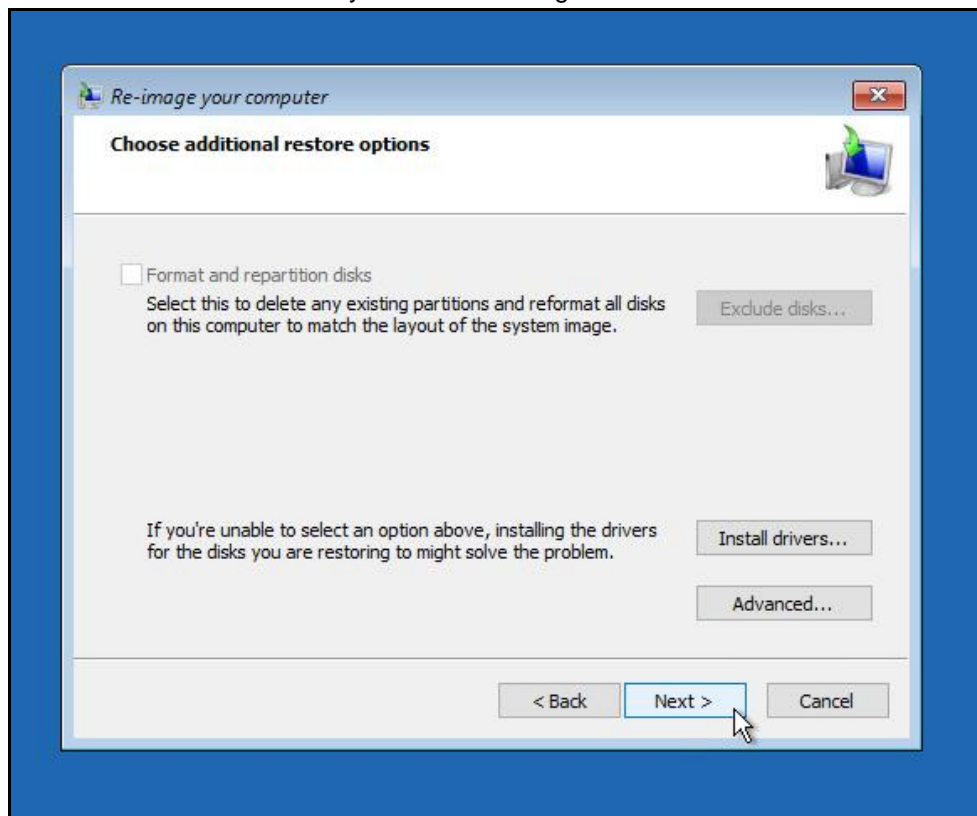 Re-image your computer
Choose additional restore options
Format and repartition disks
Select this to delete any existing partitions and reformat all disks
on this computer to match the layout of the system image.
Exclude disks...
If you're unable to select an option above, installing the drivers
for the disks you are restoring to might solve the problem.
Install drivers...
Advanced...
< Back
Next >
Cancel